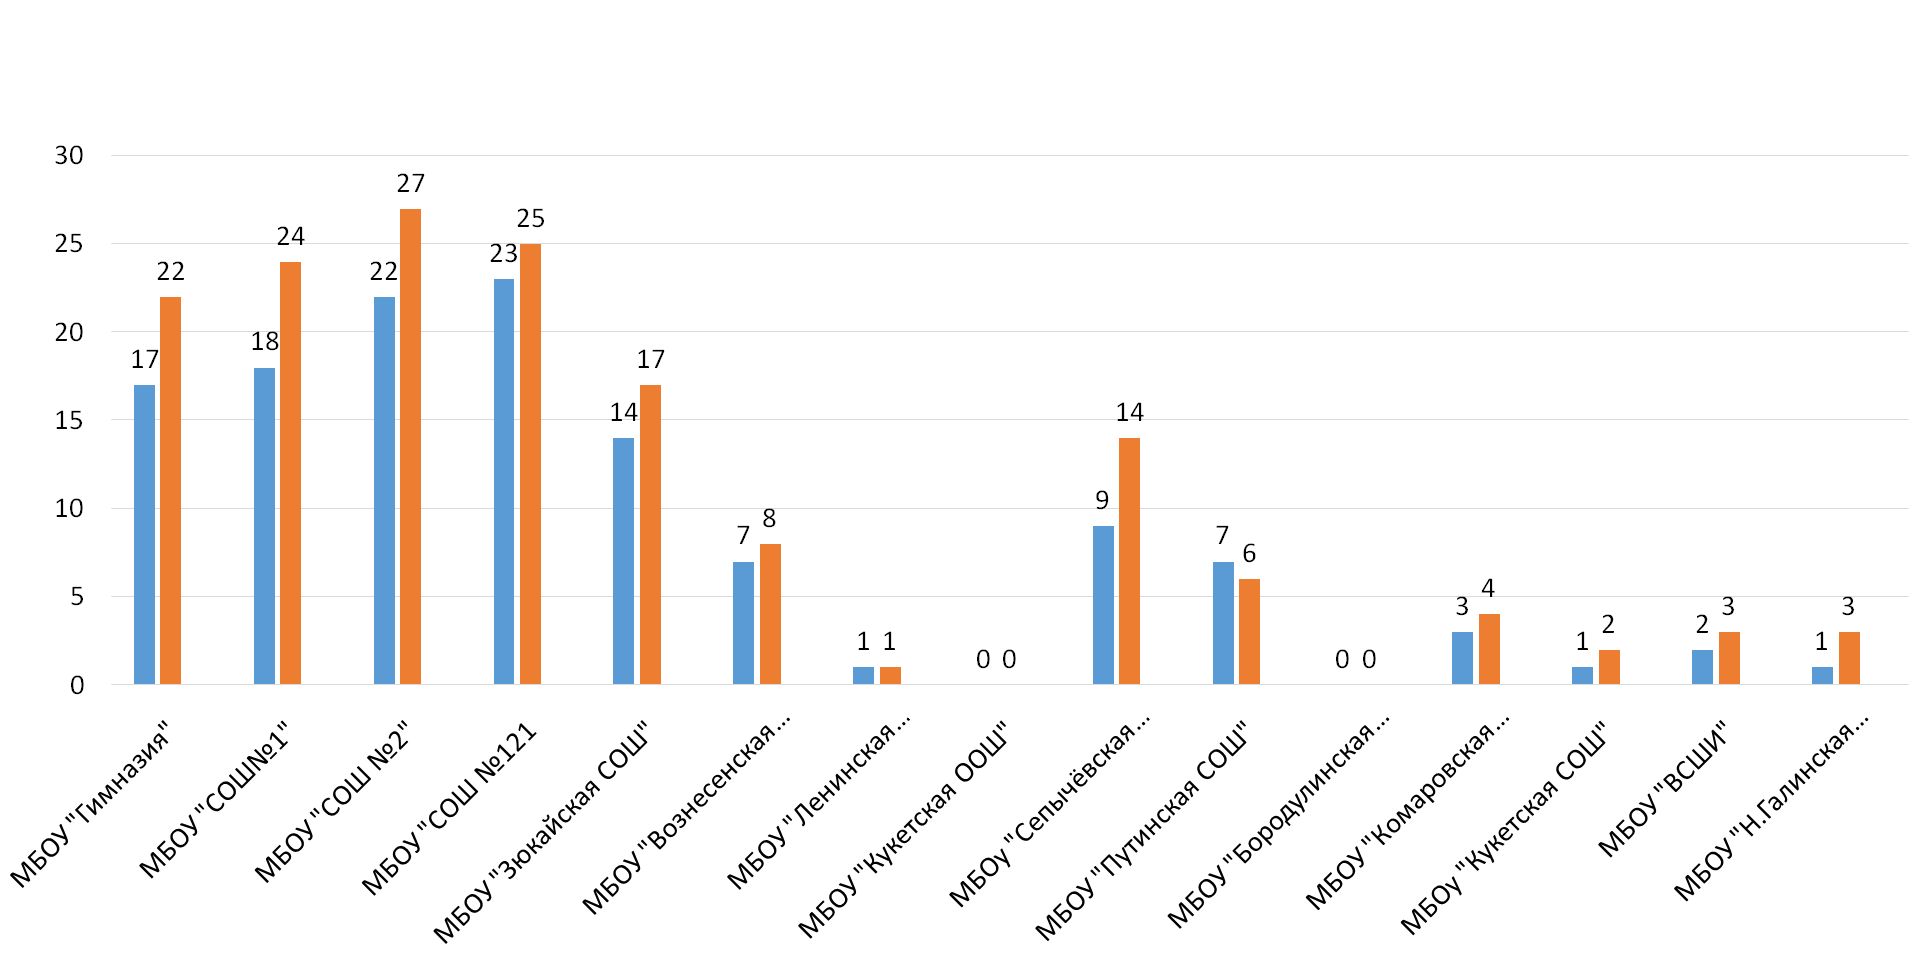 30
25
20
15
10
5
0
17 22
18 24
22 27
23 25
14 17
7 8
1 1
0 0
9 14
7 6
0 0
3 4
1 2
2 3
1 3
МБОУ "Гимназия"
МБОУ "СОШ№1"
МБОУ "СОШ №2"
МБОУ "СОШ №121
МБОУ "Зюкайская СОШ"
МБОУ "Вознесенская...
МБОУ "Ленинская...
МБОУ "Кукетская ООШ"
МБОу "Сепычёвская...
МБОУ "Путинская СОШ"
МБОУ "Бородулинская...
МБОУ "Комаровская...
МБОу "Кукетская СОШ"
МБОУ "ВСШИ"
МБОУ "Н.Галинская...